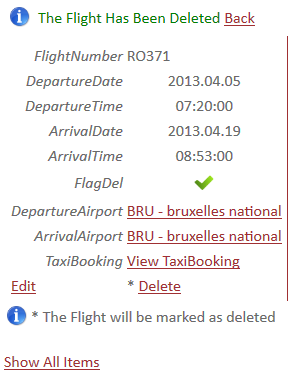 The Flight Has Been Deleted Back
FlightNumber RO371
DepartureDate 2013.04.05
DepartureTime 07:20:00
ArrivalDate 2013.04.19
ArrivalTime 08:53:00
FlagDel
DepartureAirport BRU - bruxelles national
ArrivalAirport BRU - bruxelles national
TaxiBooking View TaxiBooking
Edit * Delete
* The Flight will be marked as deleted
Show All Items